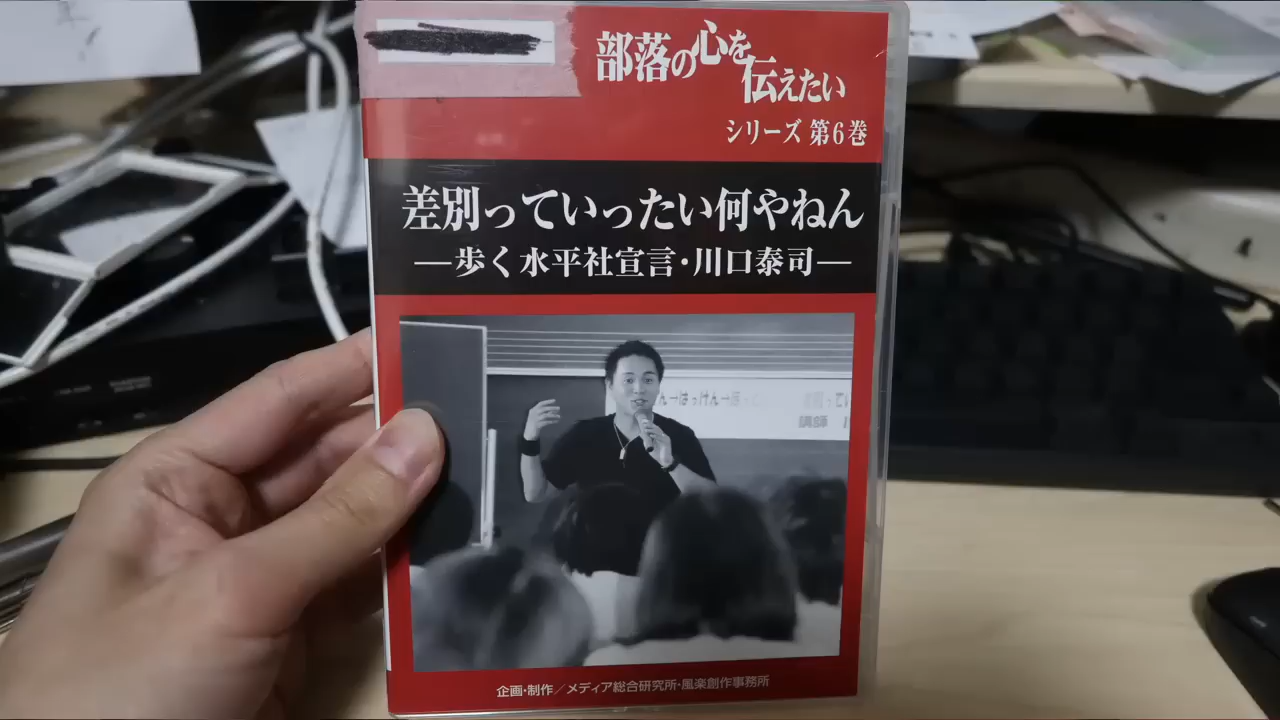 部落の心を
伝えたい
シリーズ 第6巻
差別っていったい何やねん
―歩く水平社宣言・川口泰司―
講師
企画・制作／メディア総合研究所・風楽創作事務所